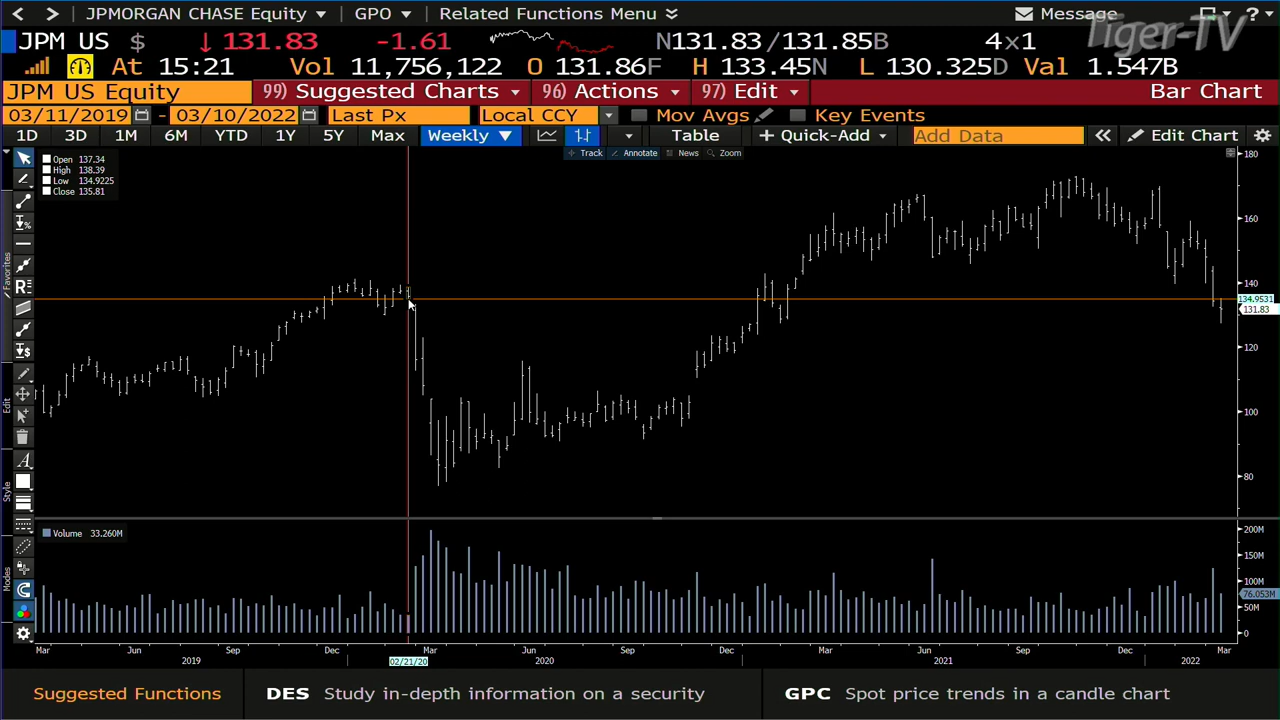 JPMORGAN CHASE Equity GPO Related Functions Menu Message ?
Tiger-TV
JPM US $ ↓131.83 -1.61 N131.83/131.85B 4×1
At 15:21 Vol 11,756,122 O 131.86F H 133.45N L 130.325D Val 1.547B
JPM US Equity 99) Suggested Charts 96) Actions 97) Edit Bar Chart
03/11/2019 - 03/10/2022 Last Px Local CCY Mov Avgs Key Events
1D 3D 1M 6M YTD 1Y 5Y Max Weekly ▼ Table + Quick-Add Add Data « Edit Chart
Track Annotate News Zoom
Open 137.34
High 138.39
Low 134.9225
Close 135.81
Favorites
Edit
Style
Modes
180
160
140
134.9531
131.83
120
100
80
Volume 33.260M
200M
150M
100M
76.053M
50M
0
Mar Jun Sep Dec Mar Jun Sep Dec Mar Jun Sep Dec Mar
2019 02/21/20 2020 2021 2022
Suggested Functions DES Study in-depth information on a security GPC Spot price trends in a candle chart